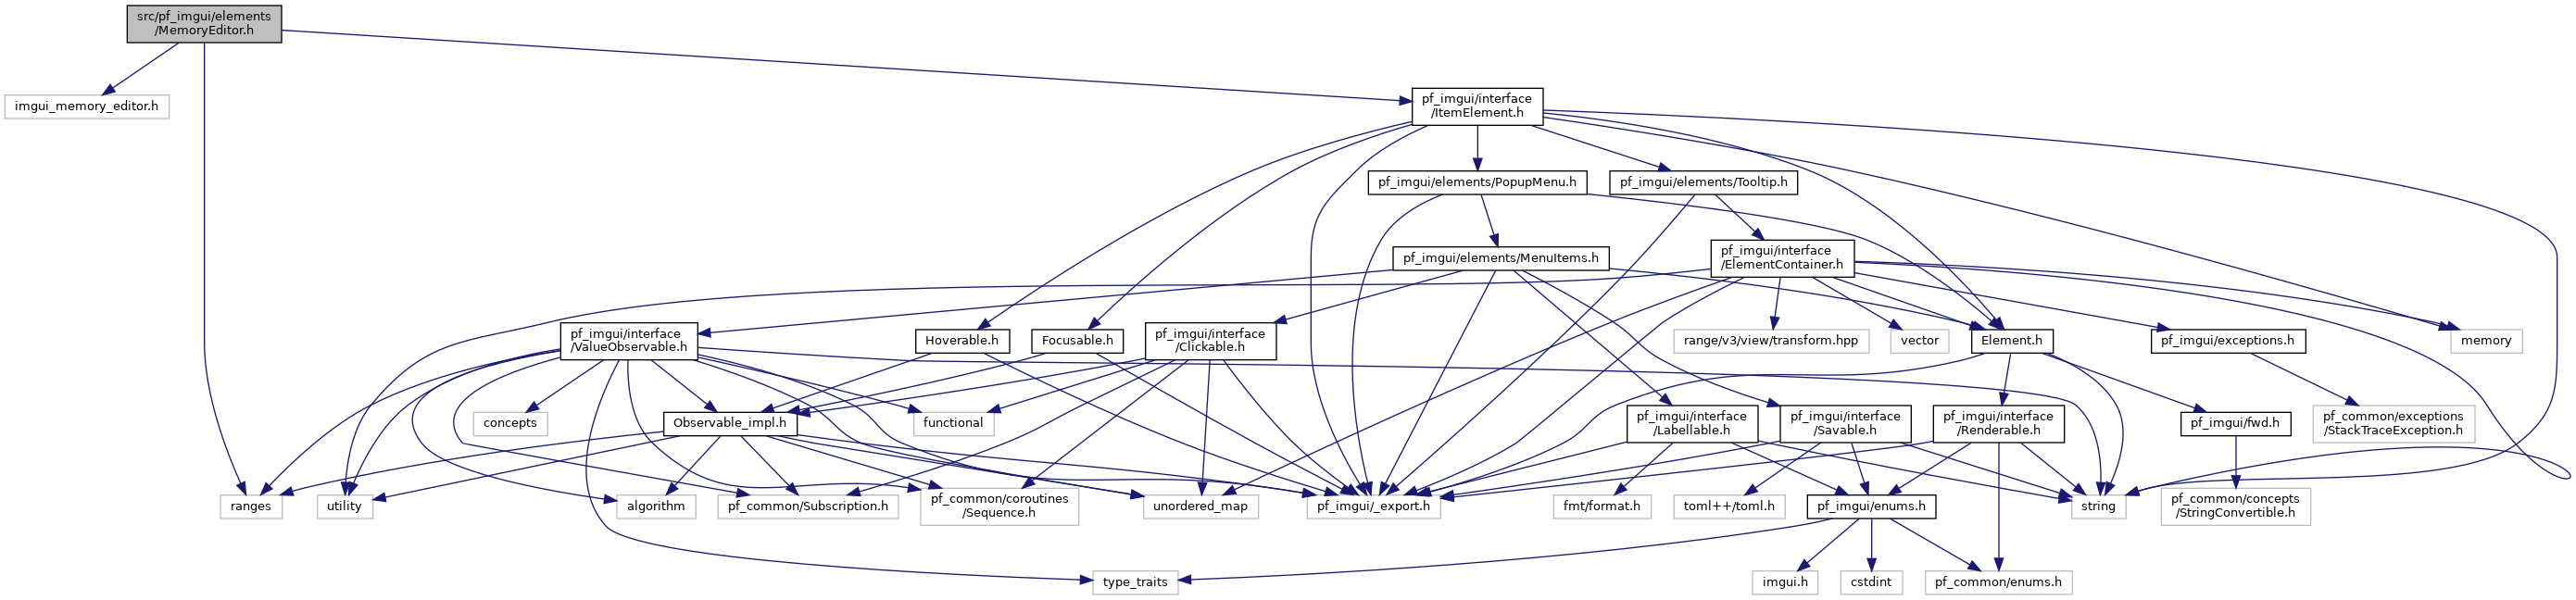 src/pf_imgui/elements
/MemoryEditor.h
imgui_memory_editor.h
pf_imgui/interface
/ItemElement.h
pf_imgui/elements/PopupMenu.h
pf_imgui/elements/Tooltip.h
pf_imgui/elements/MenuItems.h
pf_imgui/interface
/ElementContainer.h
pf_imgui/interface
/ValueObservable.h
Hoverable.h
Focusable.h
pf_imgui/interface
/Clickable.h
range/v3/view/transform.hpp
vector
Element.h
pf_imgui/exceptions.h
memory
concepts
Observable_impl.h
functional
pf_imgui/interface
/Labellable.h
pf_imgui/interface
/Savable.h
pf_imgui/interface
/Renderable.h
pf_imgui/fwd.h
pf_common/exceptions
/StackTraceException.h
ranges
utility
algorithm
pf_common/Subscription.h
pf_common/coroutines
/Sequence.h
unordered_map
pf_imgui/_export.h
fmt/format.h
toml++/toml.h
pf_imgui/enums.h
string
pf_common/concepts
/StringConvertible.h
type_traits
imgui.h
cstdint
pf_common/enums.h